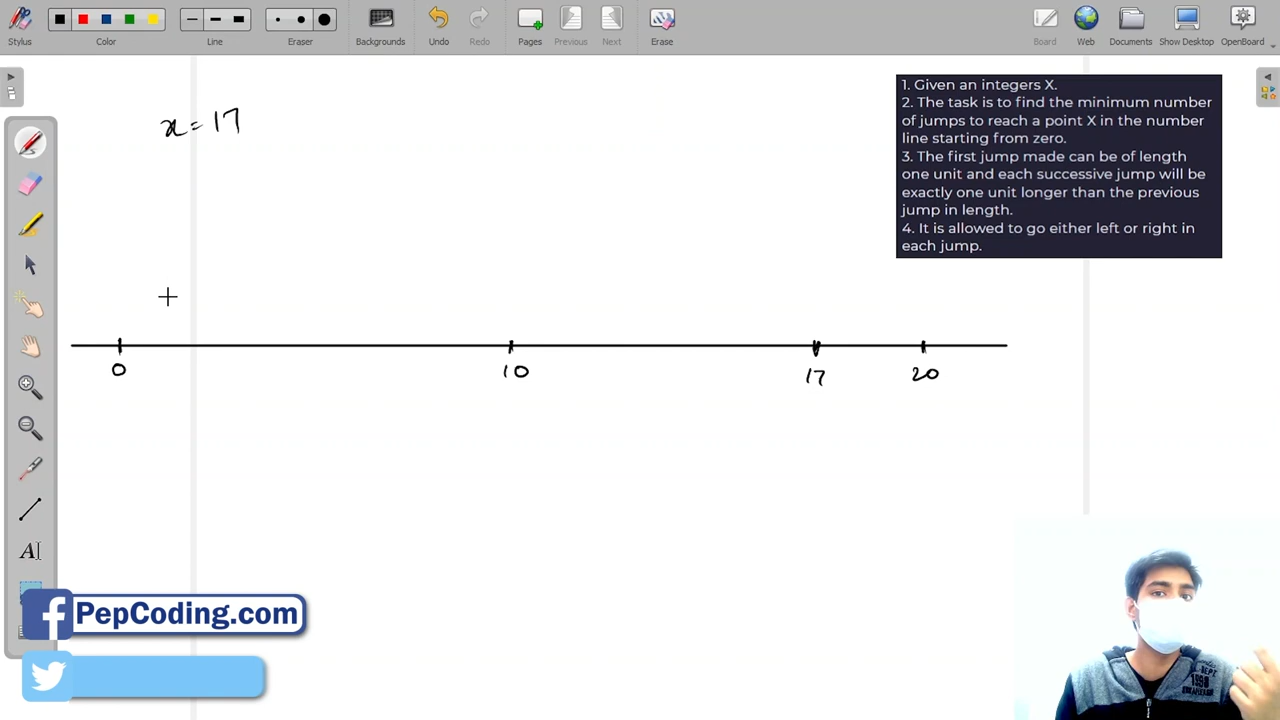 Stylus
Color
Line
Eraser
Backgrounds
Undo
Redo
Pages
Previous
Next
Erase
Board
Web
Documents
Show Desktop
OpenBoard
x = 17
1. Given an integers X.
2. The task is to find the minimum number
of jumps to reach a point X in the number
line starting from zero.
3. The first jump made can be of length
one unit and each successive jump will be
exactly one unit longer than the previous
jump in length.
4. It is allowed to go either left or right in
each jump.
0 10 17 20
PepCoding.com